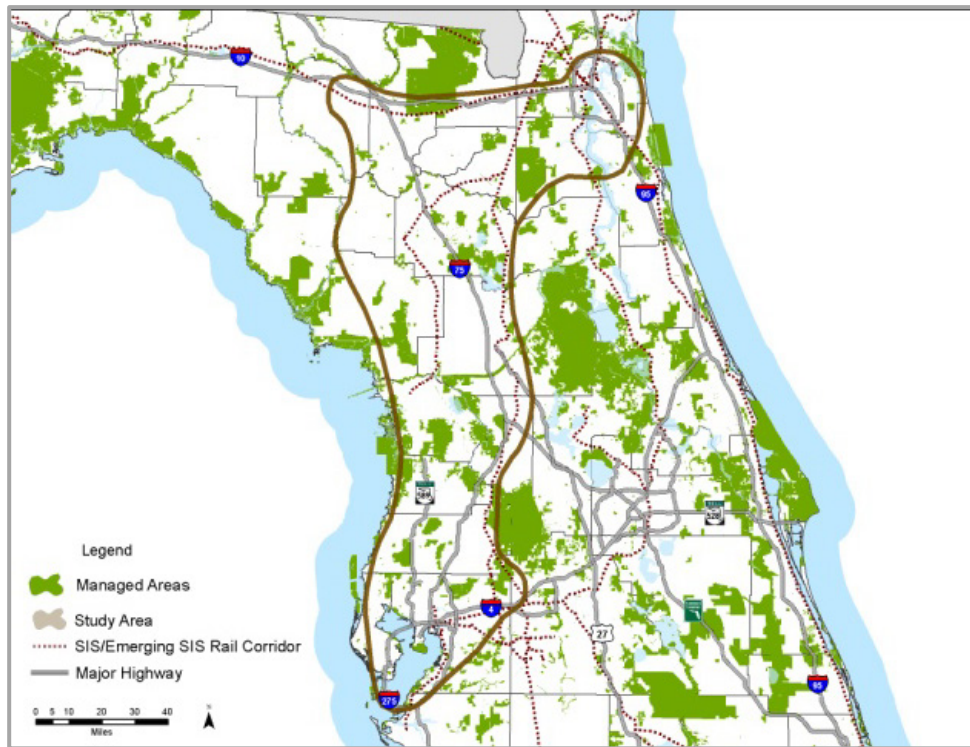 10
95
75
589
528
4
27
275
95
Legend
Managed Areas
Study Area
SIS/Emerging SIS Rail Corridor
Major Highway
0 5 10 20 30 40
Miles
N